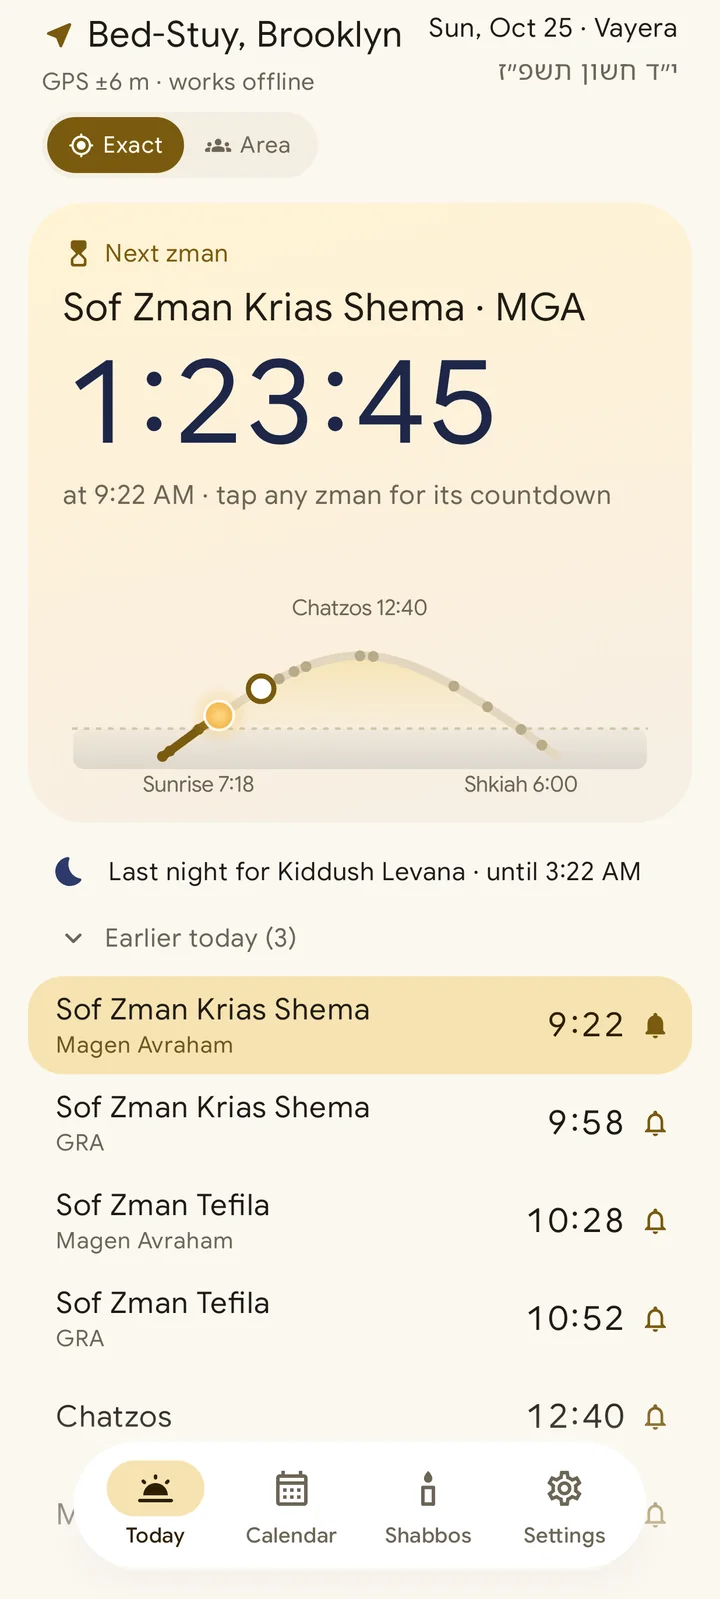 Bed-Stuy, Brooklyn
Sun, Oct 25 · Vayera
GPS ±6 m · works offline
י״ד חשון תשפ״ז
Exact
Area
Next zman
Sof Zman Krias Shema · MGA
1:23:45
at 9:22 AM · tap any zman for its countdown
Chatzos 12:40
Sunrise 7:18
Shkiah 6:00
Last night for Kiddush Levana · until 3:22 AM
Earlier today (3)
Sof Zman Krias Shema
Magen Avraham
9:22
Sof Zman Krias Shema
GRA
9:58
Sof Zman Tefila
Magen Avraham
10:28
Sof Zman Tefila
GRA
10:52
Chatzos
12:40
Today
Calendar
Shabbos
Settings